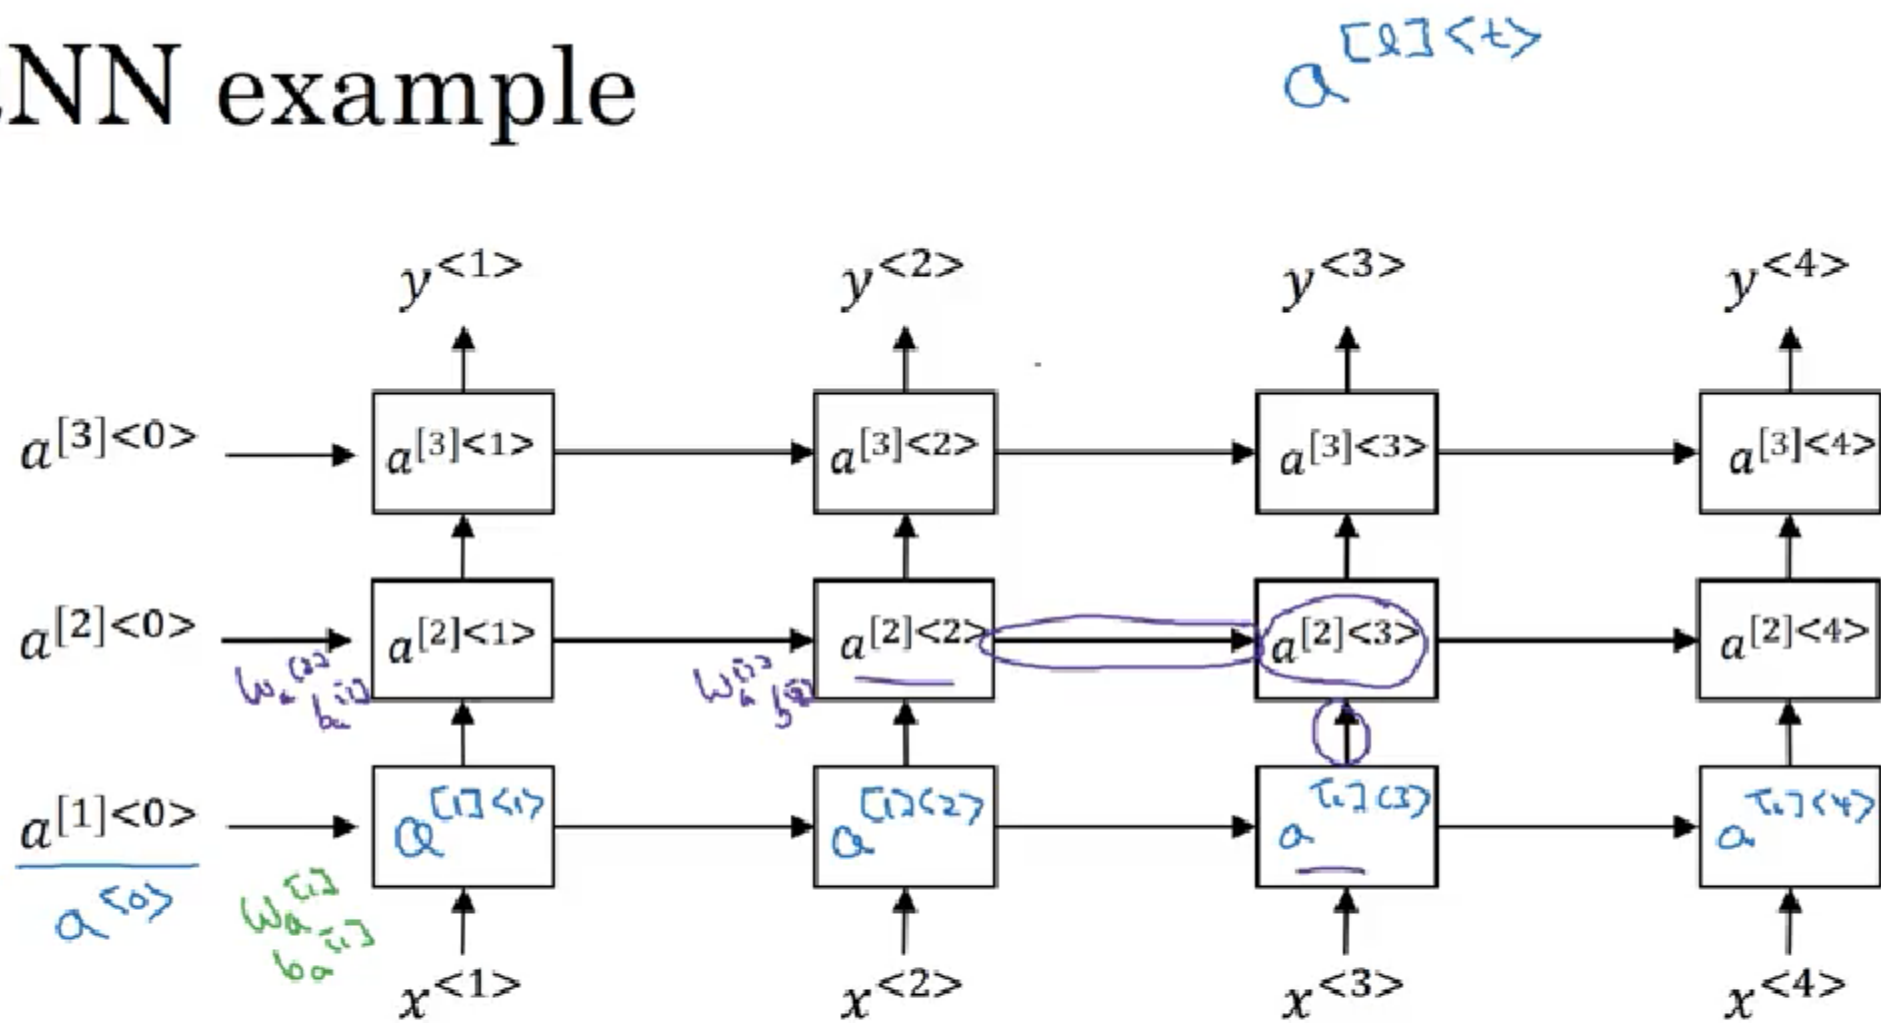 NN example
a[l]<t>
y<1> y<2> y<3> y<4>
a[3]<0> a[3]<1> a[3]<2> a[3]<3> a[3]<4>
a[2]<0> a[2]<1> a[2]<2> a[2]<3> a[2]<4>
a[1]<0> a[1]<1> a[1]<2> a[1]<3> a[1]<4>
a<0> Wa[1]
ba[1]
x<1> x<2> x<3> x<4>